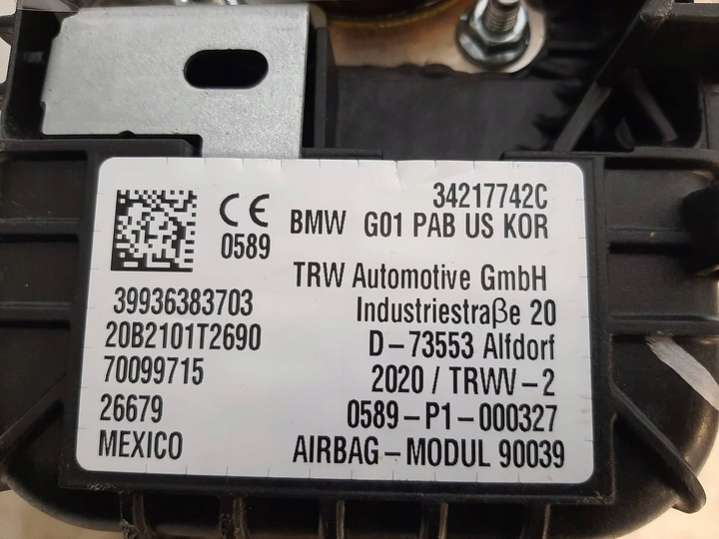 34217742C
CE
0589
BMW G01 PAB US KOR
TRW Automotive GmbH
39936383703
Industriestraße 20
20B2101T2690
D-73553 Alfdorf
70099715
2020 / TRWV-2
26679
0589-P1-000327
MEXICO
AIRBAG-MODUL 90039